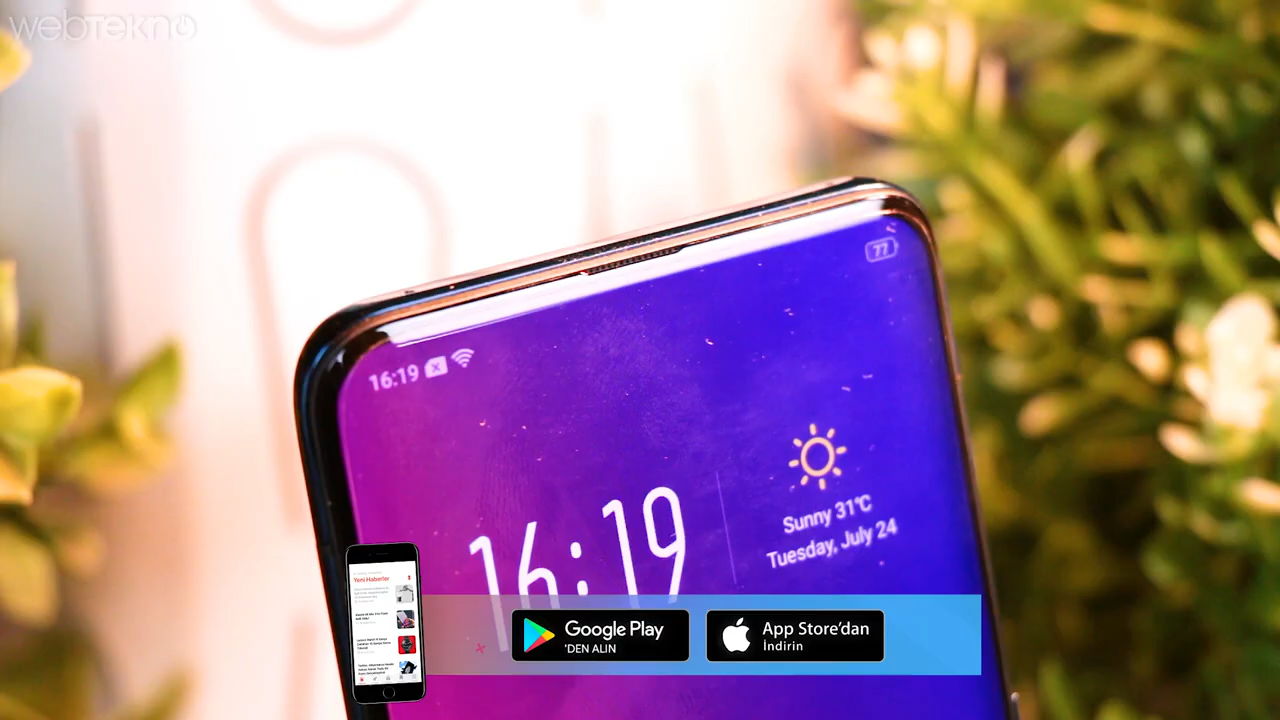 webtekno
77
16:19
Sunny 31°C
Tuesday, July 24
16:19
Yeni Haberler
Google Play
'DEN ALIN
App Store'dan
İndirin